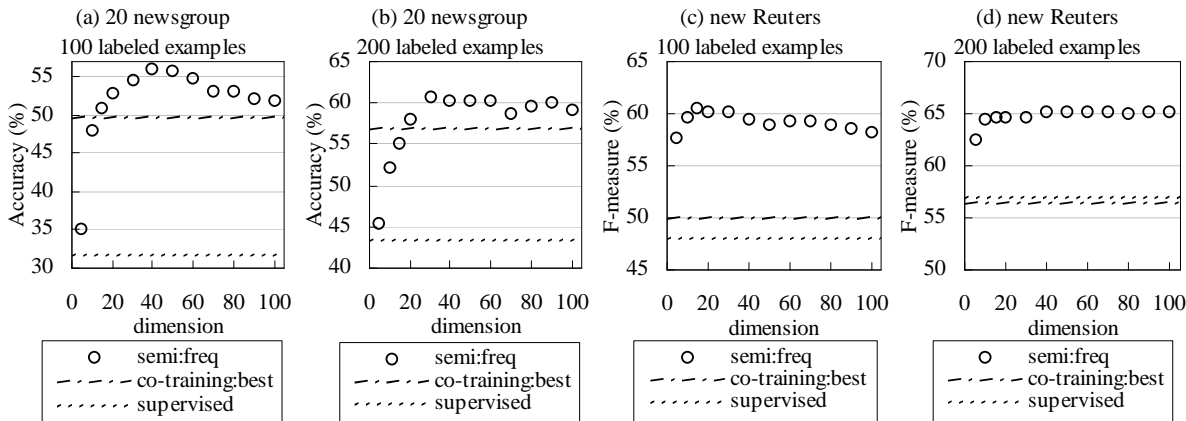 (a) 20 newsgroup
100 labeled examples
Accuracy (%)
55
50
45
40
35
30
0 20 40 60 80 100
dimension
semi:freq
co-training:best
supervised
(b) 20 newsgroup
200 labeled examples
Accuracy (%)
65
60
55
50
45
40
0 20 40 60 80 100
dimension
semi:freq
co-training:best
supervised
(c) new Reuters
100 labeled examples
F-measure (%)
65
60
55
50
45
0 20 40 60 80 100
dimension
semi:freq
co-training:best
supervised
(d) new Reuters
200 labeled examples
F-measure (%)
70
65
60
55
50
0 20 40 60 80 100
dimension
semi:freq
co-training:best
supervised